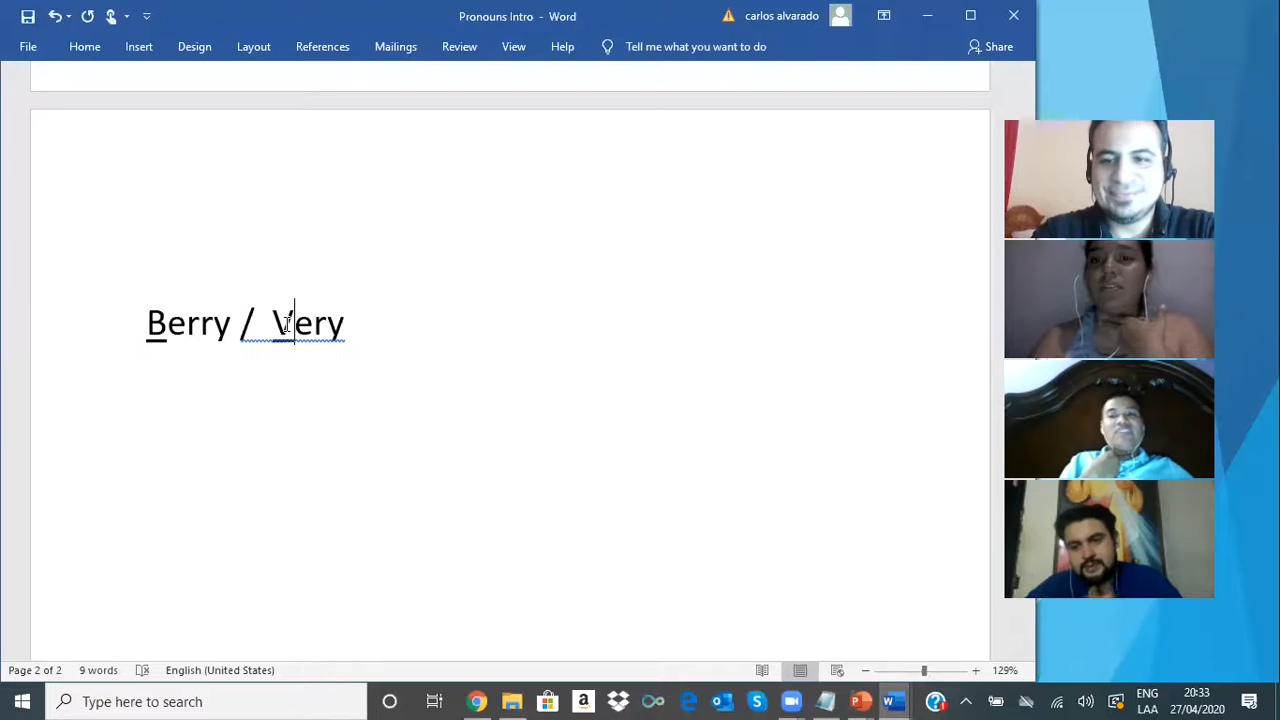 Pronouns Intro - Word
carlos alvarado
File Home Insert Design Layout References Mailings Review View Help Tell me what you want to do Share
Berry / Very
Page 2 of 2 9 words English (United States) 129%
Type here to search
ENG 20:33
LAA 27/04/2020